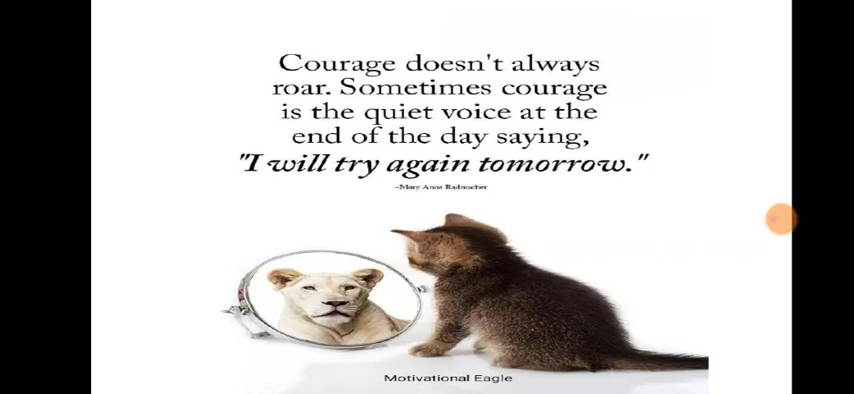 Courage doesn't always
roar. Sometimes courage
is the quiet voice at the
end of the day saying,
"I will try again tomorrow."
-Mary Anne Radmacher
Motivational Eagle